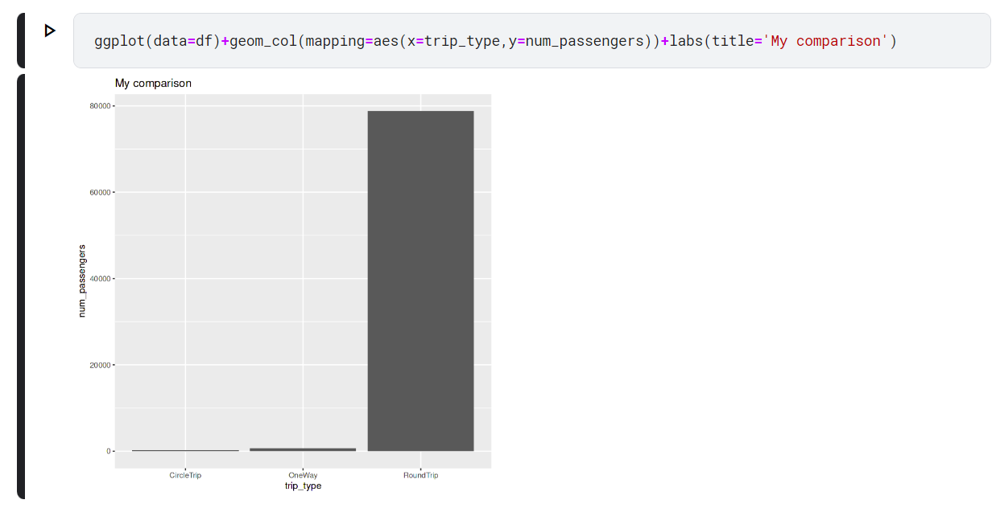 ggplot(data=df)+geom_col(mapping=aes(x=trip_type,y=num_passengers))+labs(title='My comparison')
My comparison
80000
60000
40000
20000
0
num_passengers
CircleTrip OneWay RoundTrip
trip_type